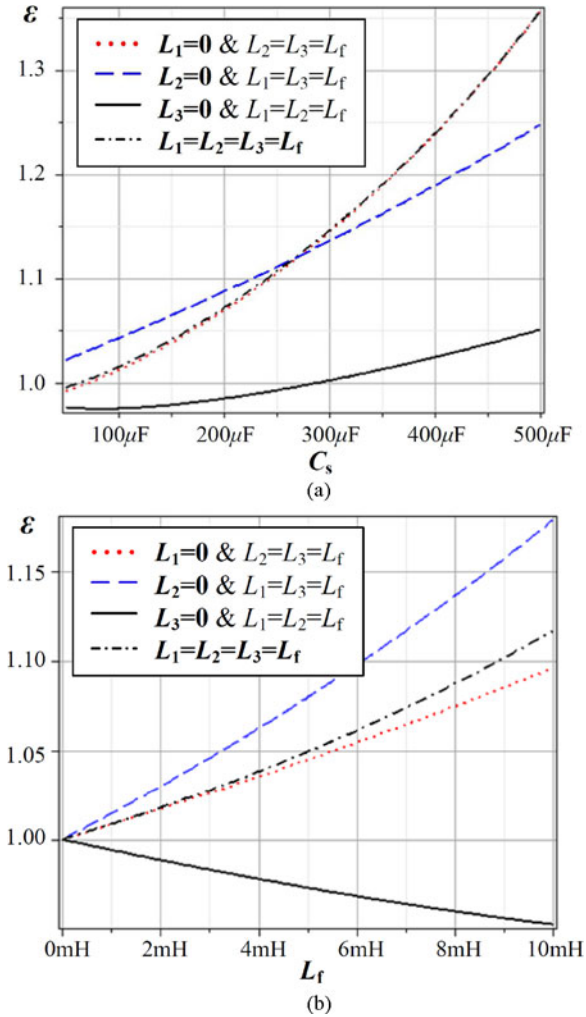 ε
L₁=0 & L₂=L₃=Lf
L₂=0 & L₁=L₃=Lf
L₃=0 & L₁=L₂=Lf
L₁=L₂=L₃=Lf
1.3
1.2
1.1
1.0
100μF 200μF 300μF 400μF 500μF
Cs
(a)
ε
L₁=0 & L₂=L₃=Lf
L₂=0 & L₁=L₃=Lf
L₃=0 & L₁=L₂=Lf
L₁=L₂=L₃=Lf
1.15
1.10
1.05
1.00
0mH 2mH 4mH 6mH 8mH 10mH
Lf
(b)